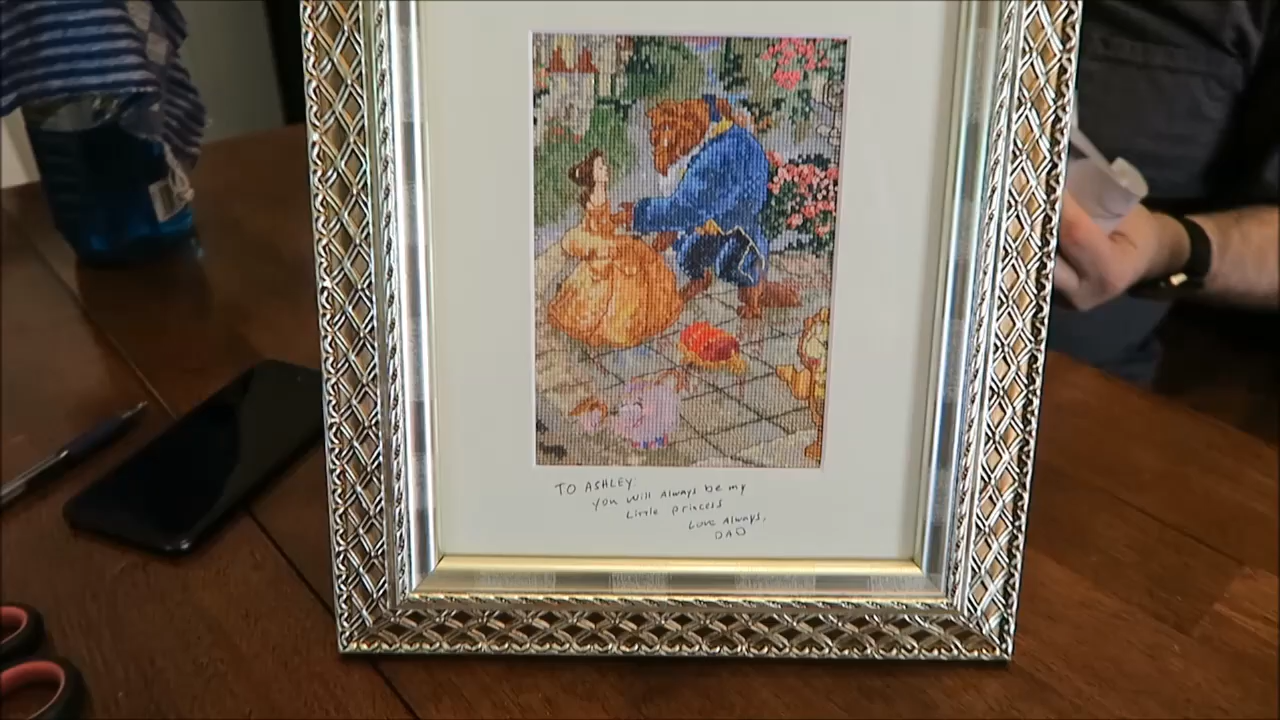 TO ASHLEY:
you will Always be my
Little princess
Love Always,
DAD